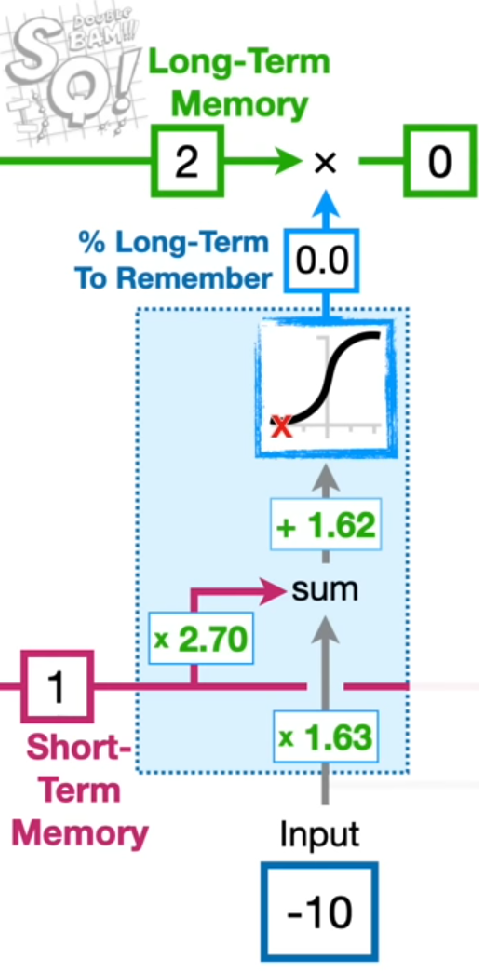 DOUBLE
BAM!!!
SQ!
Long-Term
Memory
2 × 0
% Long-Term
To Remember
0.0
X
+ 1.62
sum
x 2.70
1
x 1.63
Short-
Term
Memory
Input
-10